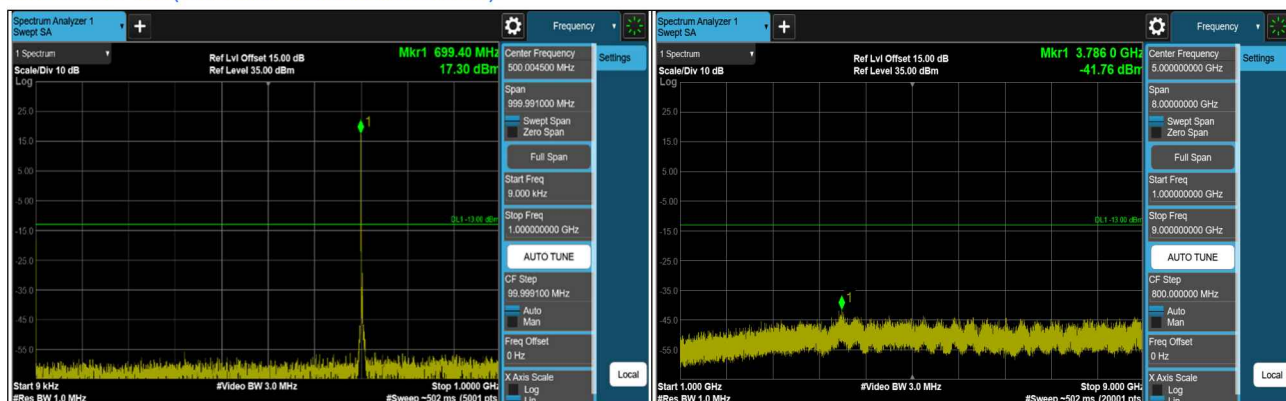 Spectrum Analyzer 1
Swept SA
+
Frequency
1 Spectrum
Scale/Div 10 dB
Log
Ref Lvl Offset 15.00 dB
Ref Level 35.00 dBm
Mkr1 699.40 MHz
17.30 dBm
25.0
15.0
5.00
-5.00
-15.0
-25.0
-35.0
-45.0
-55.0
1
DL1 -13.00 dBm
Start 9 kHz
#Res BW 1.0 MHz
#Video BW 3.0 MHz
Stop 1.0000 GHz
#Sweep ~502 ms (5001 pts)
Center Frequency
500.004500 MHz
Settings
Span
999.991000 MHz
Swept Span
Zero Span
Full Span
Start Freq
9.000 kHz
Stop Freq
1.000000000 GHz
AUTO TUNE
CF Step
99.999100 MHz
Auto
Man
Freq Offset
0 Hz
X Axis Scale
Log
Lin
Local
Spectrum Analyzer 1
Swept SA
+
Frequency
1 Spectrum
Scale/Div 10 dB
Log
Ref Lvl Offset 15.00 dB
Ref Level 35.00 dBm
Mkr1 3.786 0 GHz
-41.76 dBm
25.0
15.0
5.00
-5.00
-15.0
-25.0
-35.0
-45.0
-55.0
1
DL1 -13.00 dBm
Start 1.000 GHz
#Res BW 1.0 MHz
#Video BW 3.0 MHz
Stop 9.000 GHz
#Sweep ~502 ms (20001 pts)
Center Frequency
5.000000000 GHz
Settings
Span
8.00000000 GHz
Swept Span
Zero Span
Full Span
Start Freq
1.000000000 GHz
Stop Freq
9.000000000 GHz
AUTO TUNE
CF Step
800.000000 MHz
Auto
Man
Freq Offset
0 Hz
X Axis Scale
Log
Lin
Local